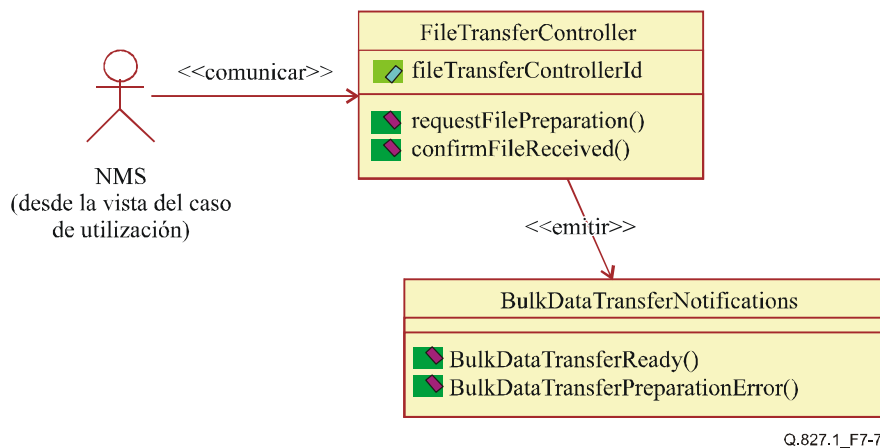 FileTransferController
<<comunicar>>
fileTransferControllerId
requestFilePreparation()
confirmFileReceived()
NMS
(desde la vista del caso
de utilización)
<<emitir>>
BulkDataTransferNotifications
BulkDataTransferReady()
BulkDataTransferPreparationError()
Q.827.1_F7-7